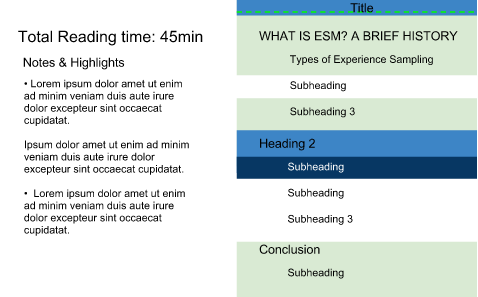 Total Reading time: 45min
Notes & Highlights
• Lorem ipsum dolor amet ut enim
ad minim veniam duis aute irure
dolor excepteur sint occaecat
cupidatat.
Ipsum dolor amet ut enim ad minim
veniam duis aute irure dolor
excepteur sint occaecat cupidatat.
• Lorem ipsum dolor amet ut enim
ad minim veniam duis aute irure
dolor excepteur sint occaecat
cupidatat.
Title
WHAT IS ESM? A BRIEF HISTORY
Types of Experience Sampling
Subheading
Subheading 3
Heading 2
Subheading
Subheading
Subheading 3
Conclusion
Subheading